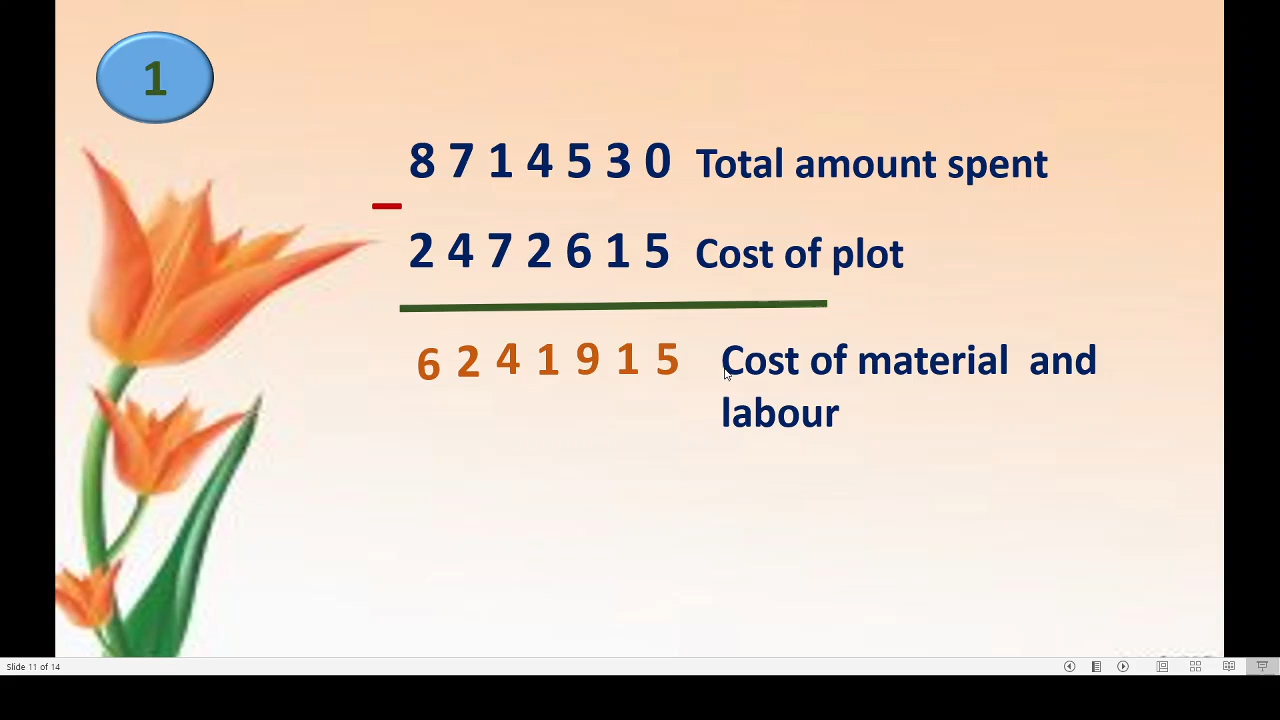 1
8 7 1 4 5 3 0 Total amount spent
2 4 7 2 6 1 5 Cost of plot
6 2 4 1 9 1 5 Cost of material and
labour
Slide 11 of 14